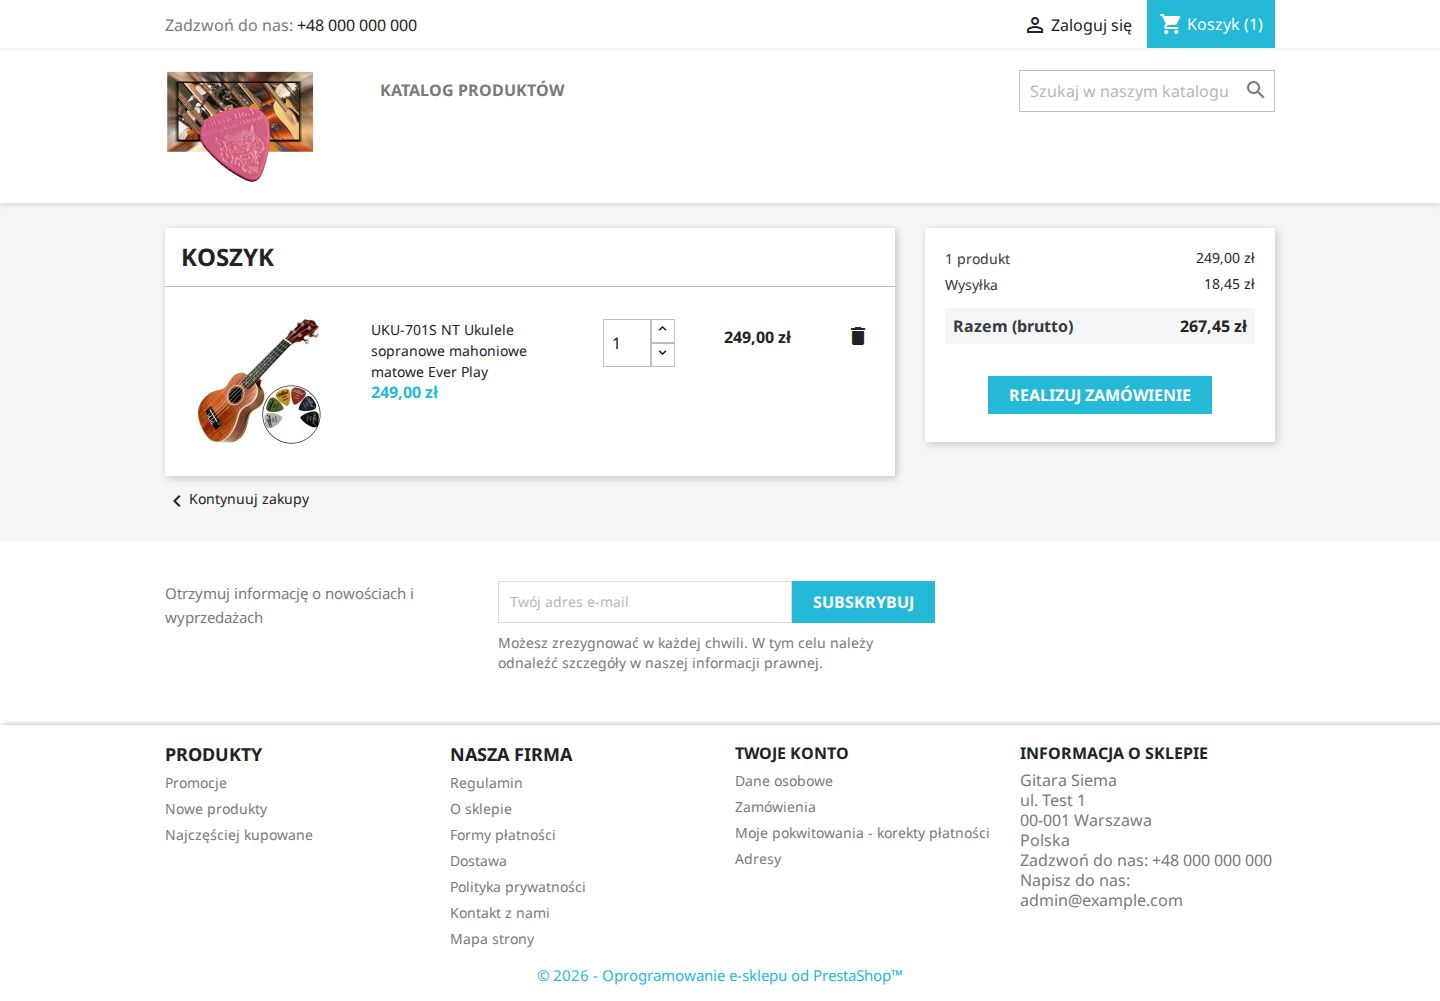 Zadzwoń do nas: +48 000 000 000
Zaloguj się
Koszyk (1)
KATALOG PRODUKTÓW
Szukaj w naszym katalogu
KOSZYK
UKU-701S NT Ukulele
sopranowe mahoniowe
matowe Ever Play
249,00 zł
1
249,00 zł
1 produkt 249,00 zł
Wysyłka 18,45 zł
Razem (brutto) 267,45 zł
REALIZUJ ZAMÓWIENIE
Kontynuuj zakupy
Otrzymuj informację o nowościach i
wyprzedażach
Twój adres e-mail
SUBSKRYBUJ
Możesz zrezygnować w każdej chwili. W tym celu należy
odnaleźć szczegóły w naszej informacji prawnej.
PRODUKTY
Promocje
Nowe produkty
Najczęściej kupowane
NASZA FIRMA
Regulamin
O sklepie
Formy płatności
Dostawa
Polityka prywatności
Kontakt z nami
Mapa strony
TWOJE KONTO
Dane osobowe
Zamówienia
Moje pokwitowania - korekty płatności
Adresy
INFORMACJA O SKLEPIE
Gitara Siema
ul. Test 1
00-001 Warszawa
Polska
Zadzwoń do nas: +48 000 000 000
Napisz do nas:
admin@example.com
© 2026 - Oprogramowanie e-sklepu od PrestaShop™